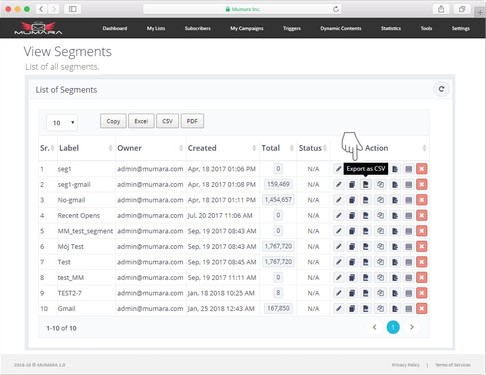 Mumara Inc.
MUMARA
Dashboard My Lists Subscribers My Campaigns Triggers Dynamic Contents Statistics Tools Settings
View Segments
List of all segments.
List of Segments
10 Copy Excel CSV PDF
Sr. Label Owner Created Total Status Action
Export as CSV
1 seg1 admin@mumara.com Apr, 18 2017 01:06 PM 0 N/A
2 seg1-gmail admin@mumara.com Apr, 18 2017 01:08 PM 159,469 N/A
3 No-gmail admin@mumara.com Apr, 18 2017 01:11 PM 1,454,657 N/A
4 Recent Opens admin@mumara.com Jul, 20 2017 11:06 AM 0 N/A
5 MM_test_segment admin@mumara.com Sep, 19 2017 08:43 AM 0 N/A
6 Mój Test admin@mumara.com Sep, 19 2017 08:43 AM 1,767,720 N/A
7 Test admin@mumara.com Sep, 19 2017 08:45 AM 1,767,720 N/A
8 test_MM admin@mumara.com Sep, 19 2017 11:11 AM 0 N/A
9 TEST2-7 admin@mumara.com Jan, 18 2018 10:25 AM 8 N/A
10 Gmail admin@mumara.com Jan, 25 2018 12:43 AM 167,850 N/A
1-10 of 10 < 1 >
2016-18 © MUMARA 2.0 Privacy Policy | Terms of Services